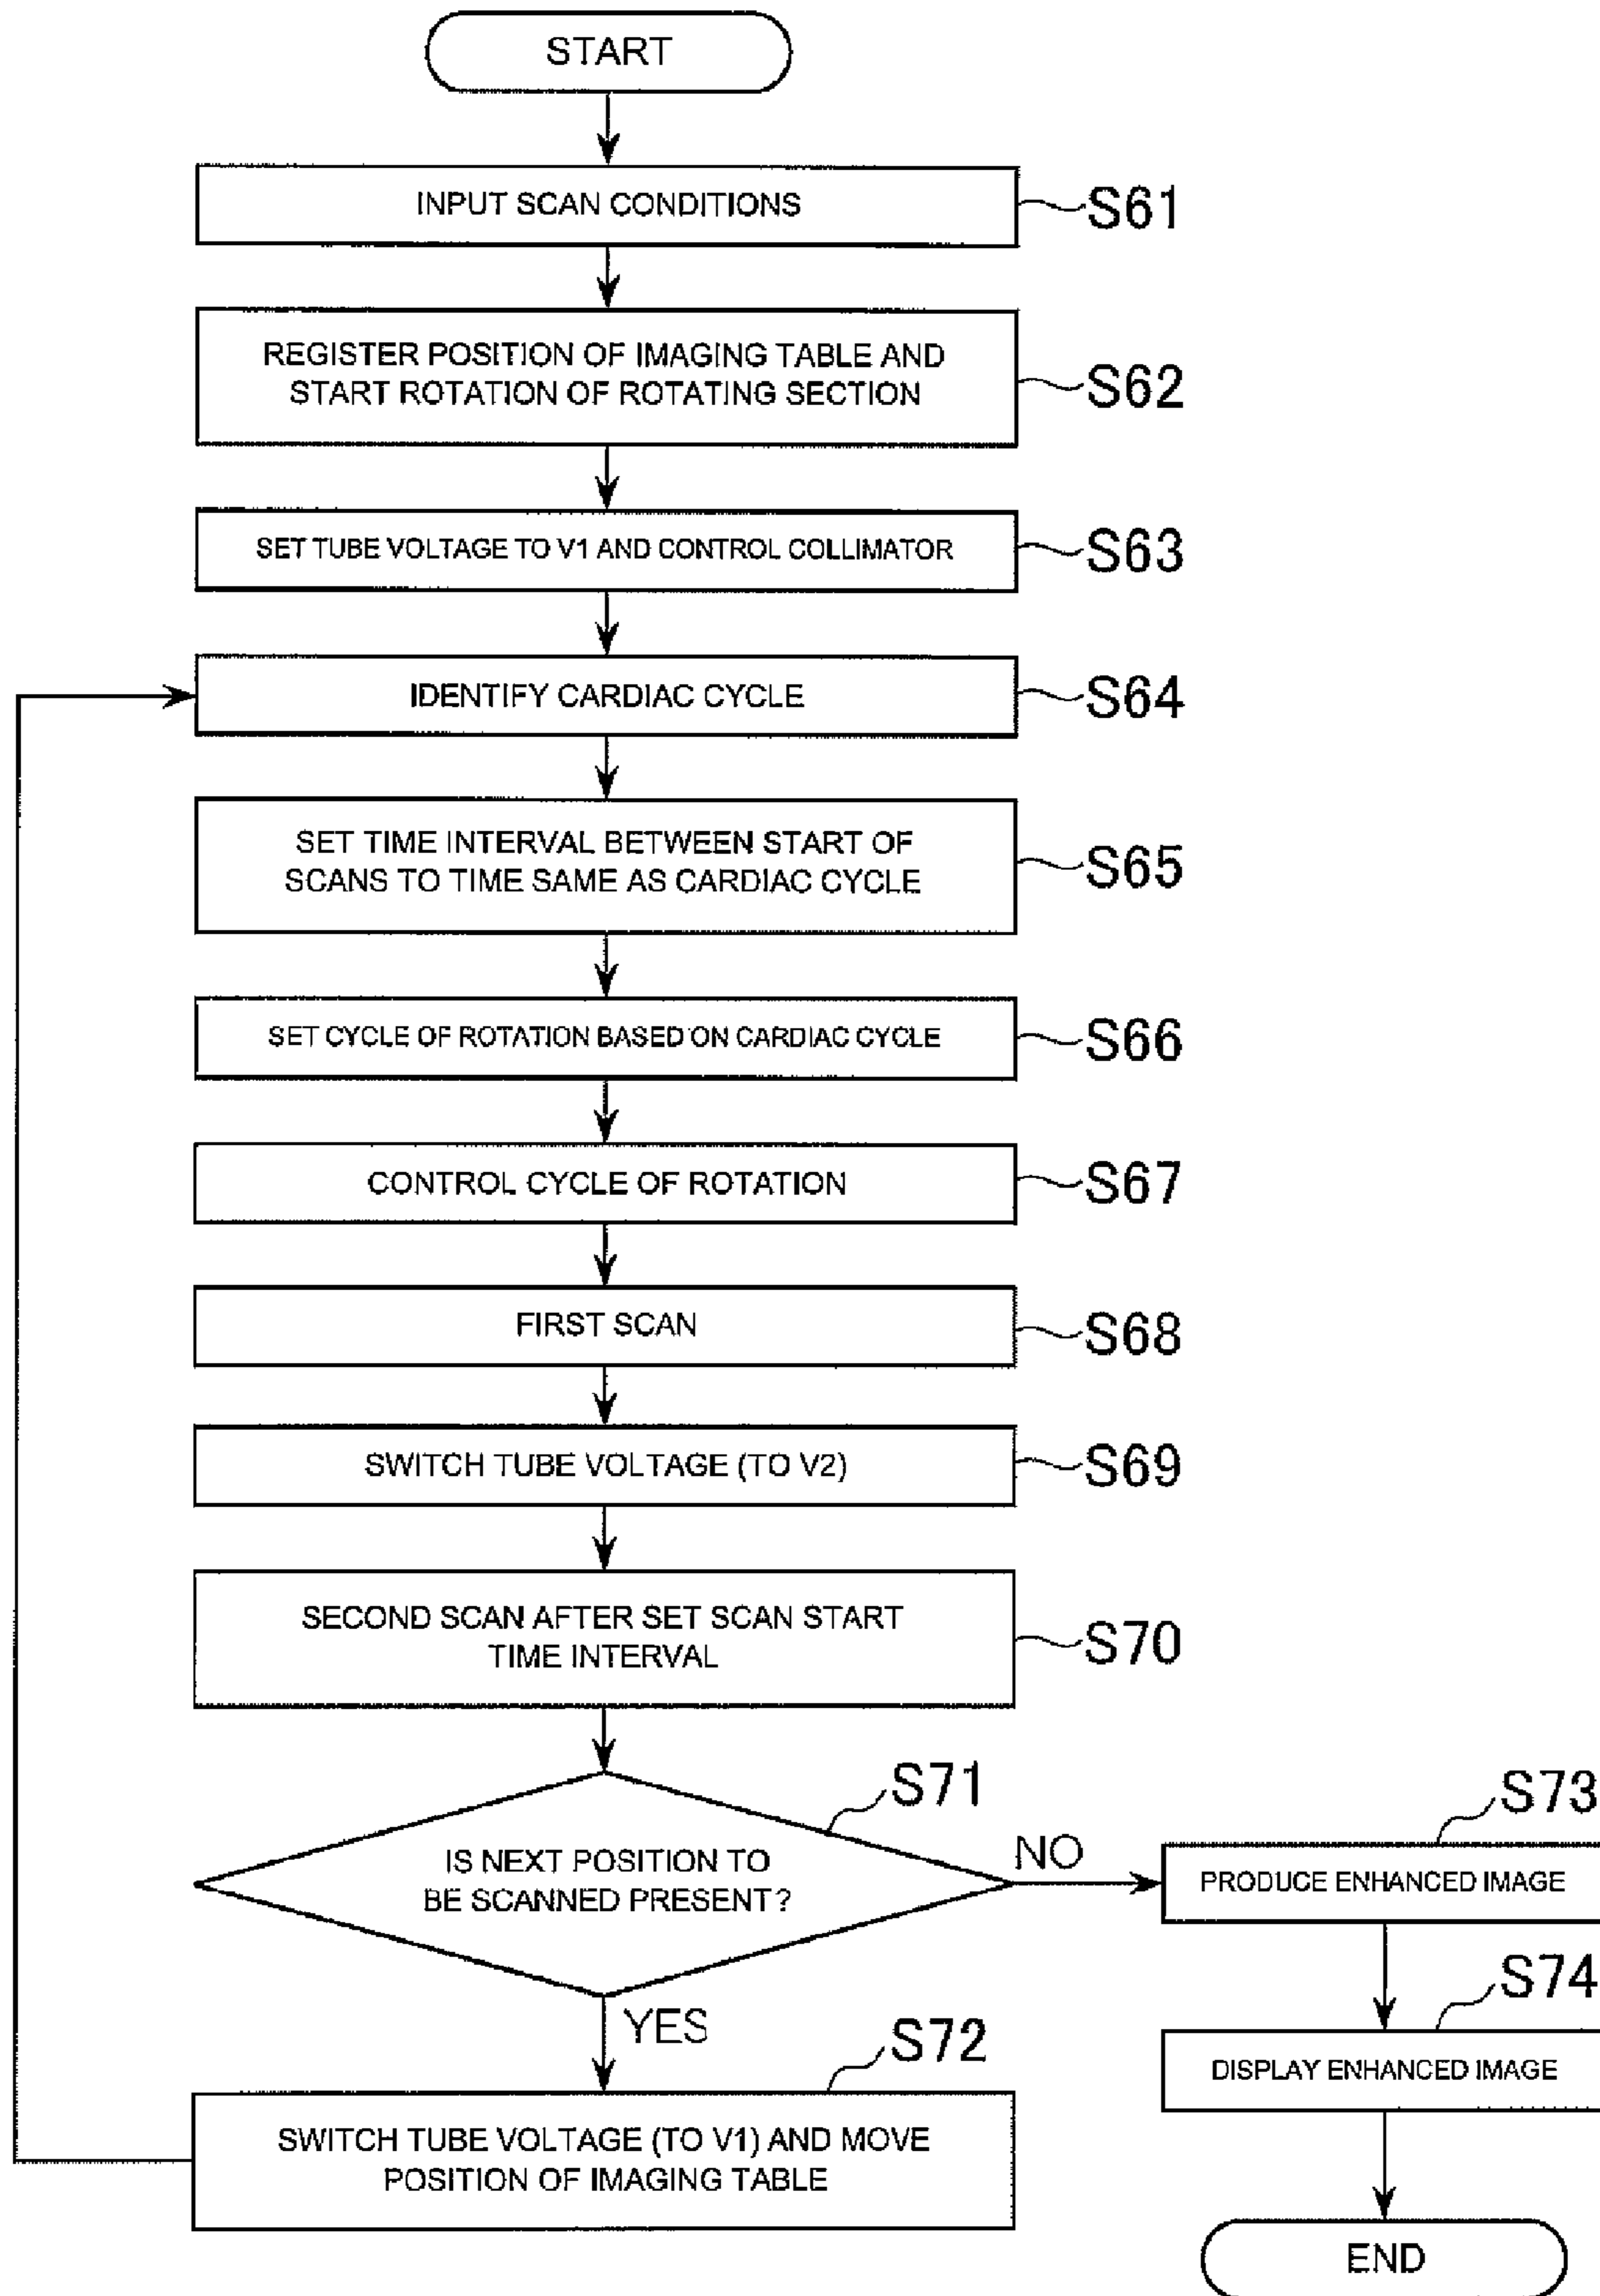 START
INPUT SCAN CONDITIONS
S61
REGISTER POSITION OF IMAGING TABLE AND
START ROTATION OF ROTATING SECTION
S62
SET TUBE VOLTAGE TO V1 AND CONTROL COLLIMATOR
S63
IDENTIFY CARDIAC CYCLE
S64
SET TIME INTERVAL BETWEEN START OF
SCANS TO TIME SAME AS CARDIAC CYCLE
S65
SET CYCLE OF ROTATION BASED ON CARDIAC CYCLE
S66
CONTROL CYCLE OF ROTATION
S67
FIRST SCAN
S68
SWITCH TUBE VOLTAGE (TO V2)
S69
SECOND SCAN AFTER SET SCAN START
TIME INTERVAL
S70
IS NEXT POSITION TO
BE SCANNED PRESENT?
S71
NO
YES
SWITCH TUBE VOLTAGE (TO V1) AND MOVE
POSITION OF IMAGING TABLE
S72
PRODUCE ENHANCED IMAGE
S73
DISPLAY ENHANCED IMAGE
S74
END